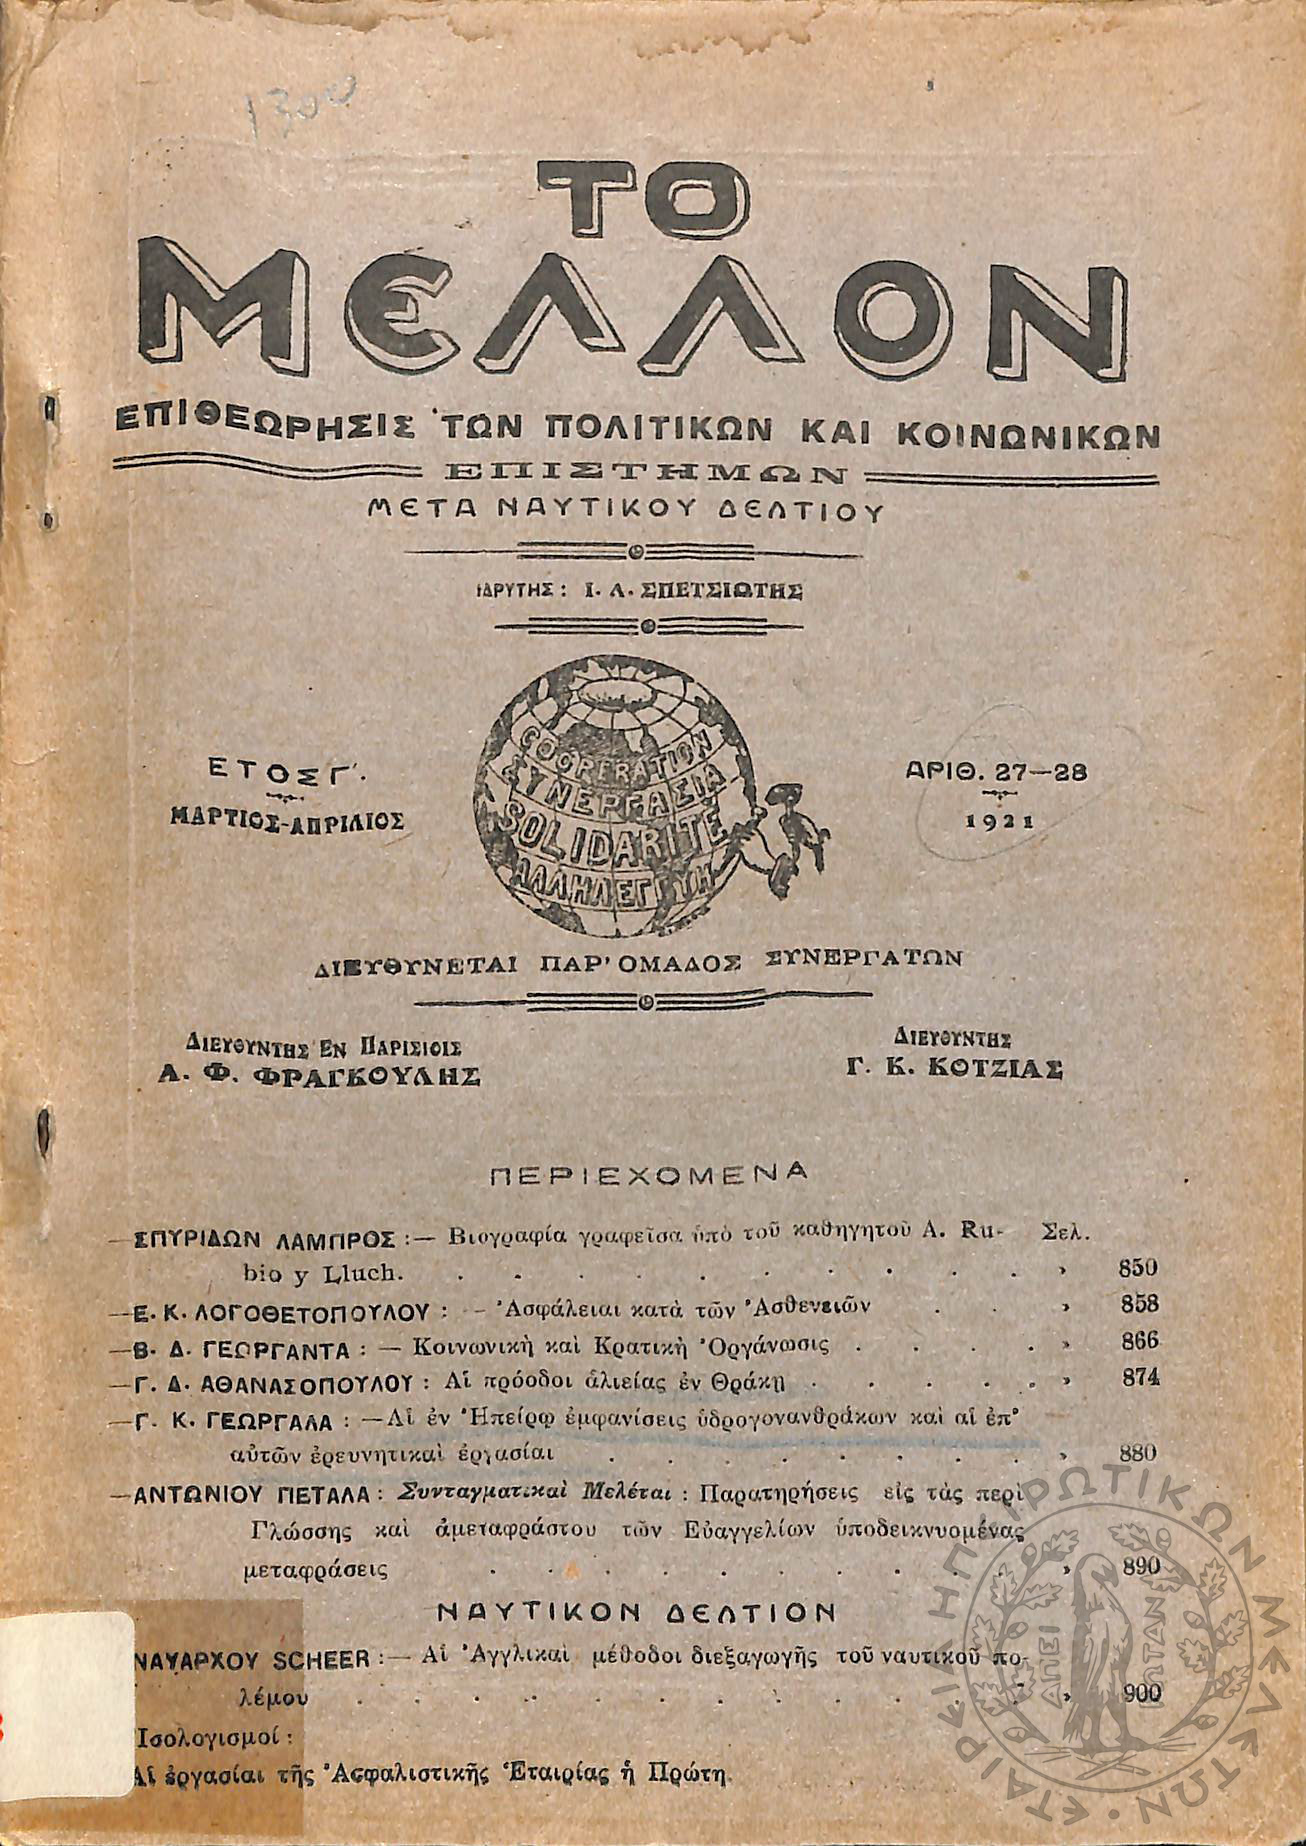 1300
ΤΟ
ΜΕΛΛΟΝ
ΕΠΙΘΕΩΡΗΣΙΣ ΤΩΝ ΠΟΛΙΤΙΚΩΝ ΚΑΙ ΚΟΙΝΩΝΙΚΩΝ
ΕΠΙΣΤΗΜΩΝ
ΜΕΤΑ ΝΑΥΤΙΚΟΥ ΔΕΛΤΙΟΥ
ΙΔΡΥΤΗΣ : Ι. Λ. ΣΠΕΤΣΙΩΤΗΣ
ΕΤΟΣ Γ'.
ΜΑΡΤΙΟΣ-ΑΠΡΙΛΙΟΣ
COOPERATION
ΣΥΝΕΡΓΑΣΙΑ
SOLIDARITÉ
ΑΛΛΗΛΕΓΓΥΗ
ΑΡΙΘ. 27—28
1921
ΔΙΕΥΘΥΝΕΤΑΙ ΠΑΡ' ΟΜΑΔΟΣ ΣΥΝΕΡΓΑΤΩΝ
ΔΙΕΥΘΥΝΤΗΣ ΕΝ ΠΑΡΙΣΙΟΙΣ
Α. Φ. ΦΡΑΓΚΟΥΛΗΣ
ΔΙΕΥΘΥΝΤΗΣ
Γ. Κ. ΚΟΤΖΙΑΣ
ΠΕΡΙΕΧΟΜΕΝΑ
—ΣΠΥΡΙΔΩΝ ΛΑΜΠΡΟΣ :— Βιογραφία γραφεῖσα ὑπὸ τοῦ καθηγητοῦ A. Ru- Σελ.
bio y Lluch. . . . . . . . . . . » 850
—Ε. Κ. ΛΟΓΟΘΕΤΟΠΟΥΛΟΥ : — Ἀσφάλειαι κατὰ τῶν Ἀσθενειῶν . . » 858
—Β. Δ. ΓΕΩΡΓΑΝΤΑ : — Κοινωνικὴ καὶ Κρατικὴ Ὀργάνωσις . . . . » 866
—Γ. Δ. ΑΘΑΝΑΣΟΠΟΥΛΟΥ : Αἱ πρόοδοι ἁλιείας ἐν Θράκῃ . . . . . » 874
—Γ. Κ. ΓΕΩΡΓΑΛΑ : —Αἱ ἐν Ἠπείρῳ ἐμφανίσεις ὑδρογονανθράκων καὶ αἱ ἐπ'
αὐτῶν ἐρευνητικαὶ ἐργασίαι . . . . . . . . » 880
—ΑΝΤΩΝΙΟΥ ΠΕΤΑΛΑ : Συνταγματικαὶ Μελέται : Παρατηρήσεις εἰς τὰς περὶ
Γλώσσης καὶ ἀμεταφράστου τῶν Εὐαγγελίων ὑποδεικνυομένας
μεταφράσεις . . . . . . . . . . » 890
ΝΑΥΤΙΚΟΝ ΔΕΛΤΙΟΝ
ΝΑΥΑΡΧΟΥ SCHEER :— Αἱ Ἀγγλικαὶ μέθοδοι διεξαγωγῆς τοῦ ναυτικοῦ πο-
λέμου . . . . . . . . . . . . » 900
Ἰσολογισμοί :
Αἱ ἐργασίαι τῆς Ἀσφαλιστικῆς Ἑταιρίας ἡ Πρώτη.
ΕΤΑΙΡΕΙΑ ΗΠΕΙΡΩΤΙΚΩΝ ΜΕΛΕΤΩΝ
ΑΠΕΙ ΡΩΤΑΝ